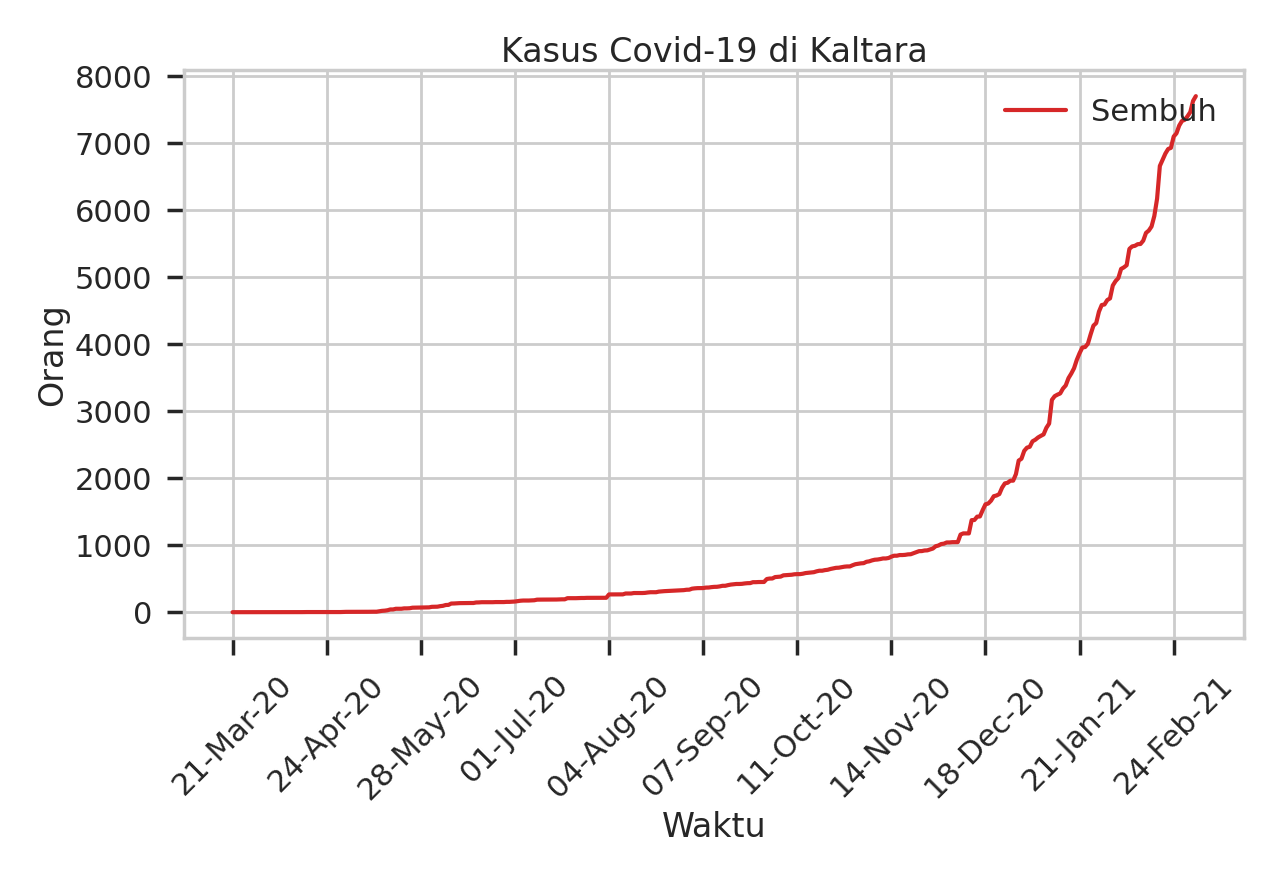 Kasus Covid-19 di Kaltara
Sembuh
8000
7000
6000
5000
4000
3000
2000
1000
0
Orang
21-Mar-20
24-Apr-20
28-May-20
01-Jul-20
04-Aug-20
07-Sep-20
11-Oct-20
14-Nov-20
18-Dec-20
21-Jan-21
24-Feb-21
Waktu